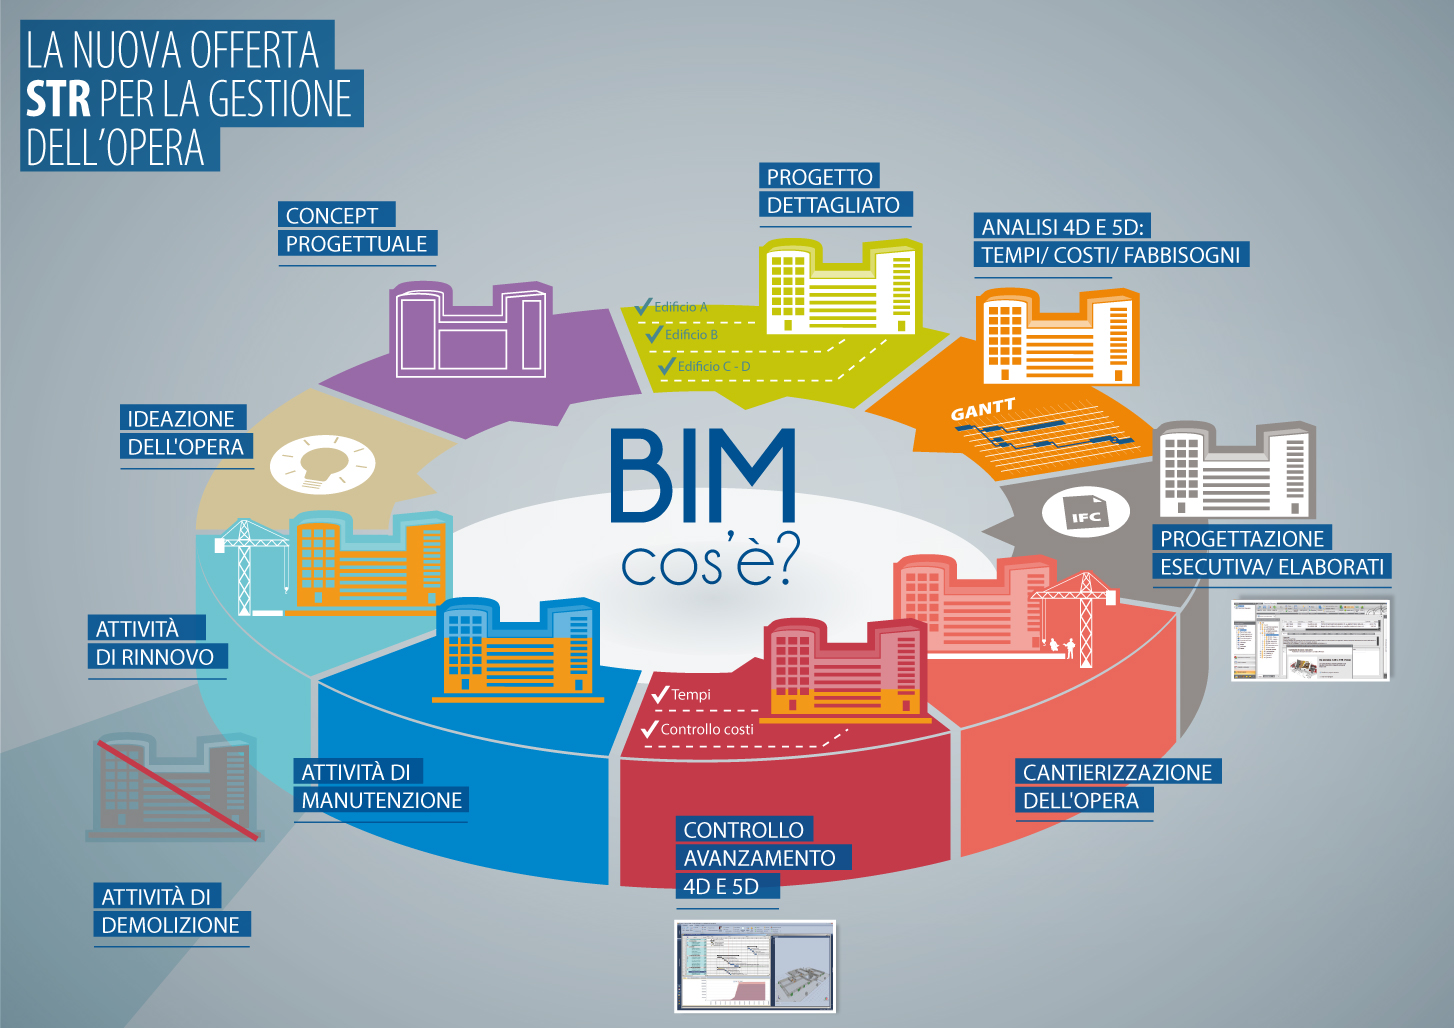 LA NUOVA OFFERTA
STR PER LA GESTIONE
DELL'OPERA
CONCEPT
PROGETTUALE
PROGETTO
DETTAGLIATO
ANALISI 4D E 5D:
TEMPI/ COSTI/ FABBISOGNI
Edificio A
Edificio B
Edificio C - D
GANTT
IDEAZIONE
DELL'OPERA
BIM
cos'è?
IFC
PROGETTAZIONE
ESECUTIVA/ ELABORATI
ATTIVITÀ
DI RINNOVO
Tempi
Controllo costi
ATTIVITÀ DI
MANUTENZIONE
CANTIERIZZAZIONE
DELL'OPERA
CONTROLLO
AVANZAMENTO
4D E 5D
ATTIVITÀ DI
DEMOLIZIONE